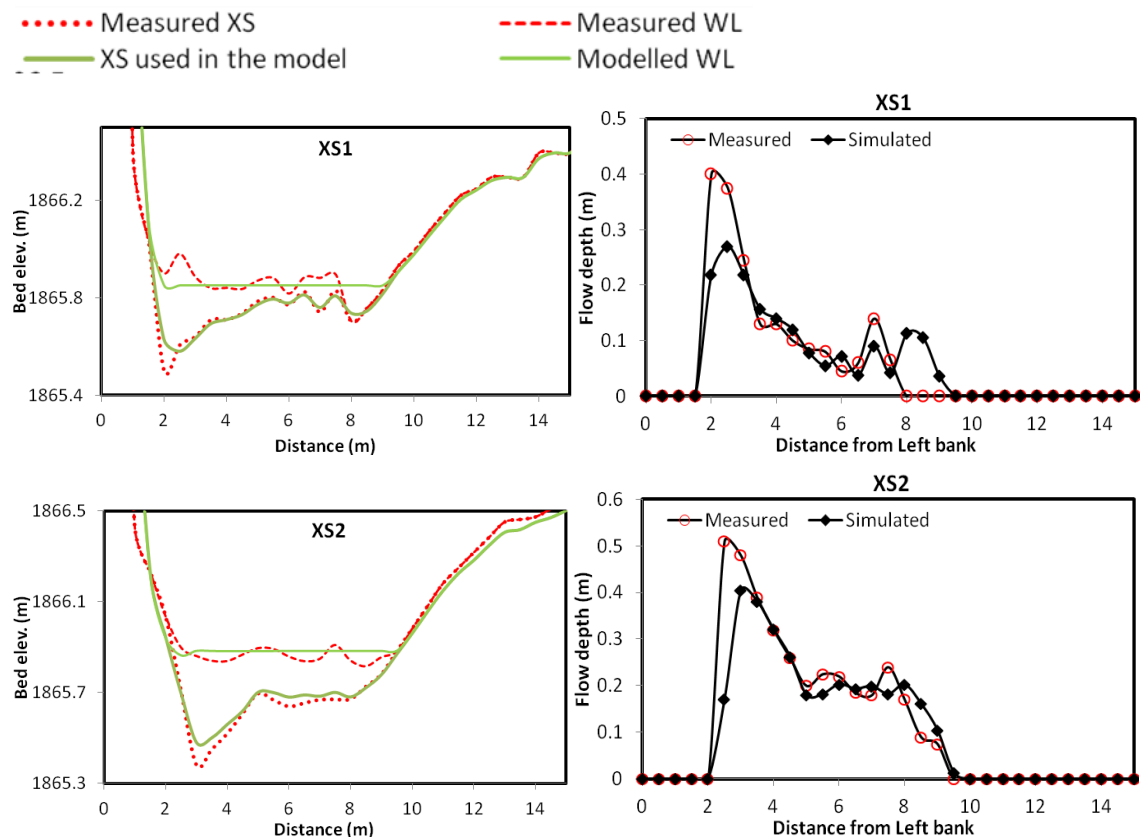 Measured XS
Measured WL
XS used in the model
Modelled WL
XS1
Bed elev. (m)
1866.2
1865.8
1865.4
0 2 4 6 8 10 12 14
Distance (m)
XS1
Measured
Simulated
Flow depth (m)
0.5
0.4
0.3
0.2
0.1
0
0 2 4 6 8 10 12 14
Distance from Left bank
XS2
Bed elev. (m)
1866.5
1866.1
1865.7
1865.3
0 2 4 6 8 10 12 14
Distance (m)
XS2
Measured
Simulated
Flow depth (m)
0.6
0.5
0.4
0.3
0.2
0.1
0
0 2 4 6 8 10 12 14
Distance from Left bank